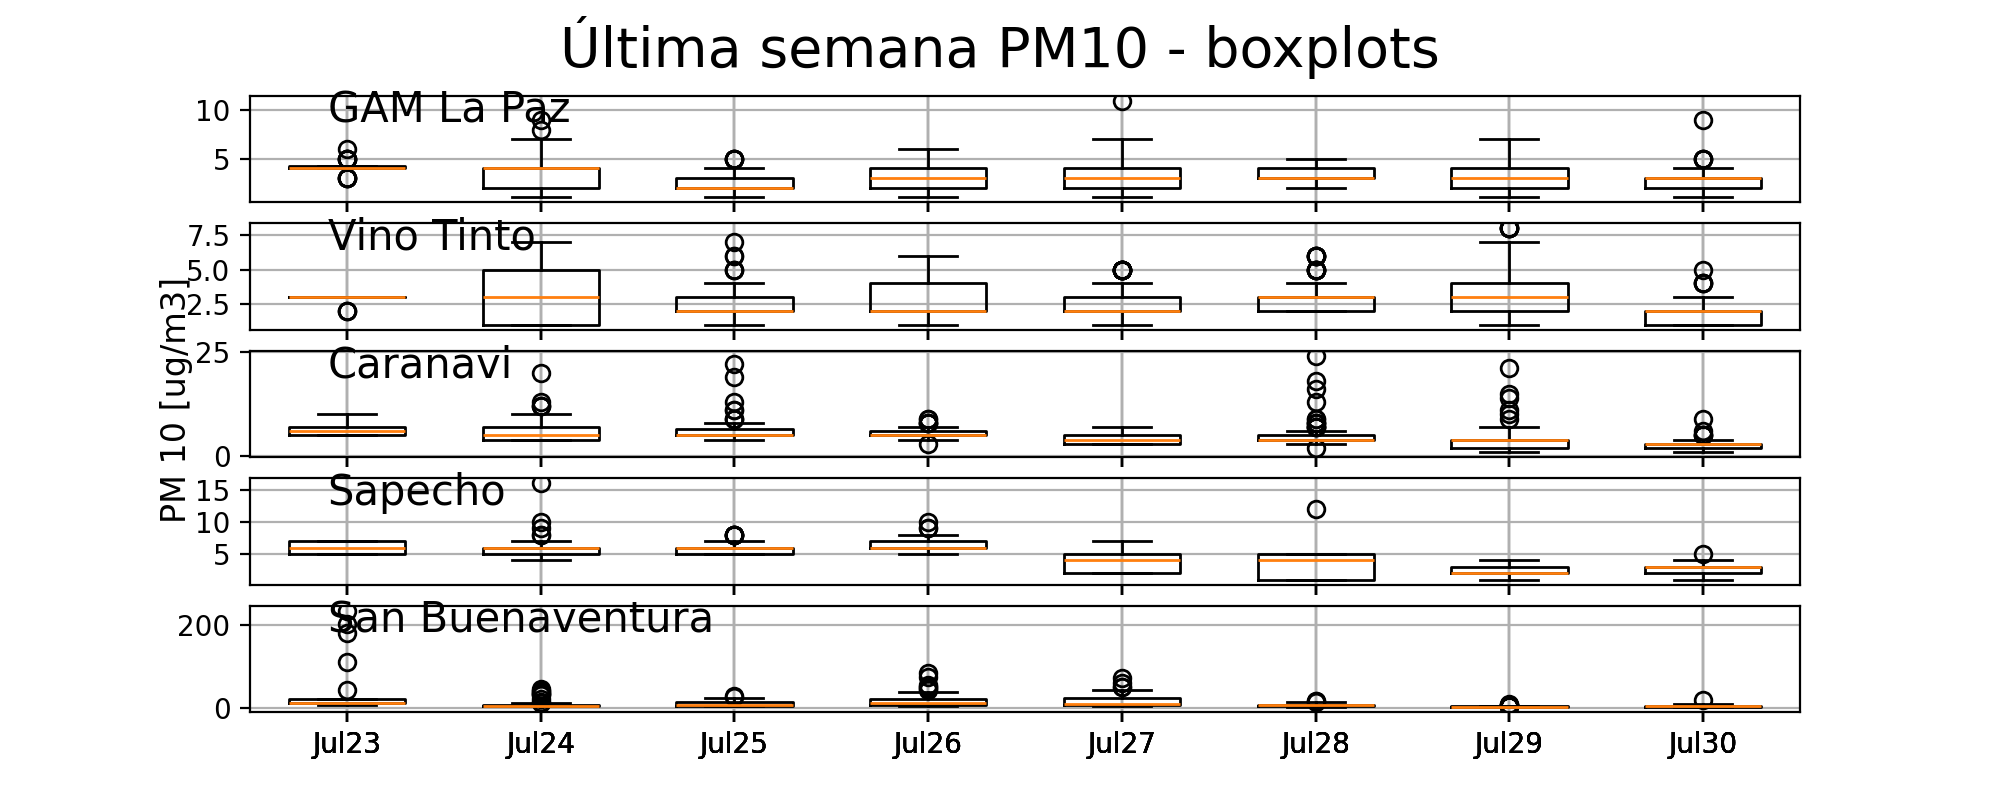 Última semana PM10 - boxplots
GAM La Paz
10
5
Vino Tinto
7.5
5.0
2.5
PM 10 [ug/m3]
Caranavi
25
0
Sapecho
15
10
5
San Buenaventura
200
0
Jul23 Jul24 Jul25 Jul26 Jul27 Jul28 Jul29 Jul30